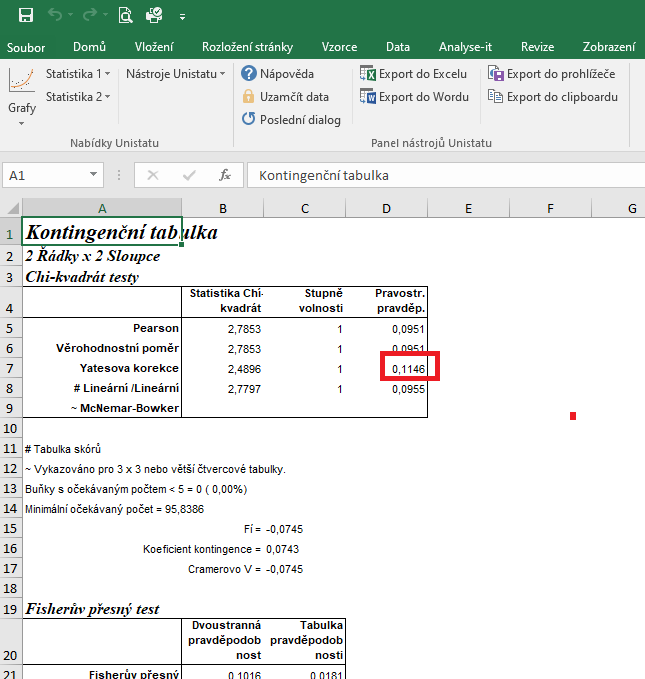 Soubor Domů Vložení Rozložení stránky Vzorce Data Analyse-it Revize Zobrazení
Statistika 1 Nástroje Unistatu Nápověda Export do Excelu Export do prohlížeče
Statistika 2 Uzamčít data Export do Wordu Export do clipboardu
Grafy Poslední dialog
Nabídky Unistatu Panel nástrojů Unistatu
A1 fx Kontingenční tabulka
A B C D E F G
1 Kontingenční tabulka
2 2 Řádky x 2 Sloupce
3 Chi-kvadrát testy
Statistika Chí- Stupně Pravostr.
4 kvadrát volnosti pravděp.
5 Pearson 2,7853 1 0,0951
6 Věrohodnostní poměr 2,7853 1 0,0951
7 Yatesova korekce 2,4896 1 0,1146
8 # Lineární /Lineární 2,7797 1 0,0955
9 ~ McNemar-Bowker
10
11 # Tabulka skórů
12 ~ Vykazováno pro 3 x 3 nebo větší čtvercové tabulky.
13 Buňky s očekávaným počtem < 5 = 0 ( 0,00%)
14 Minimální očekávaný počet = 95,8386
15 Fí = -0,0745
16 Koeficient kontingence = 0,0743
17 Cramerovo V = -0,0745
18
19 Fisherův přesný test
Dvoustranná Tabulka
pravděpodob pravděpodob
20 nost nosti
21 Fisherův přesný 0,1016 0,0181